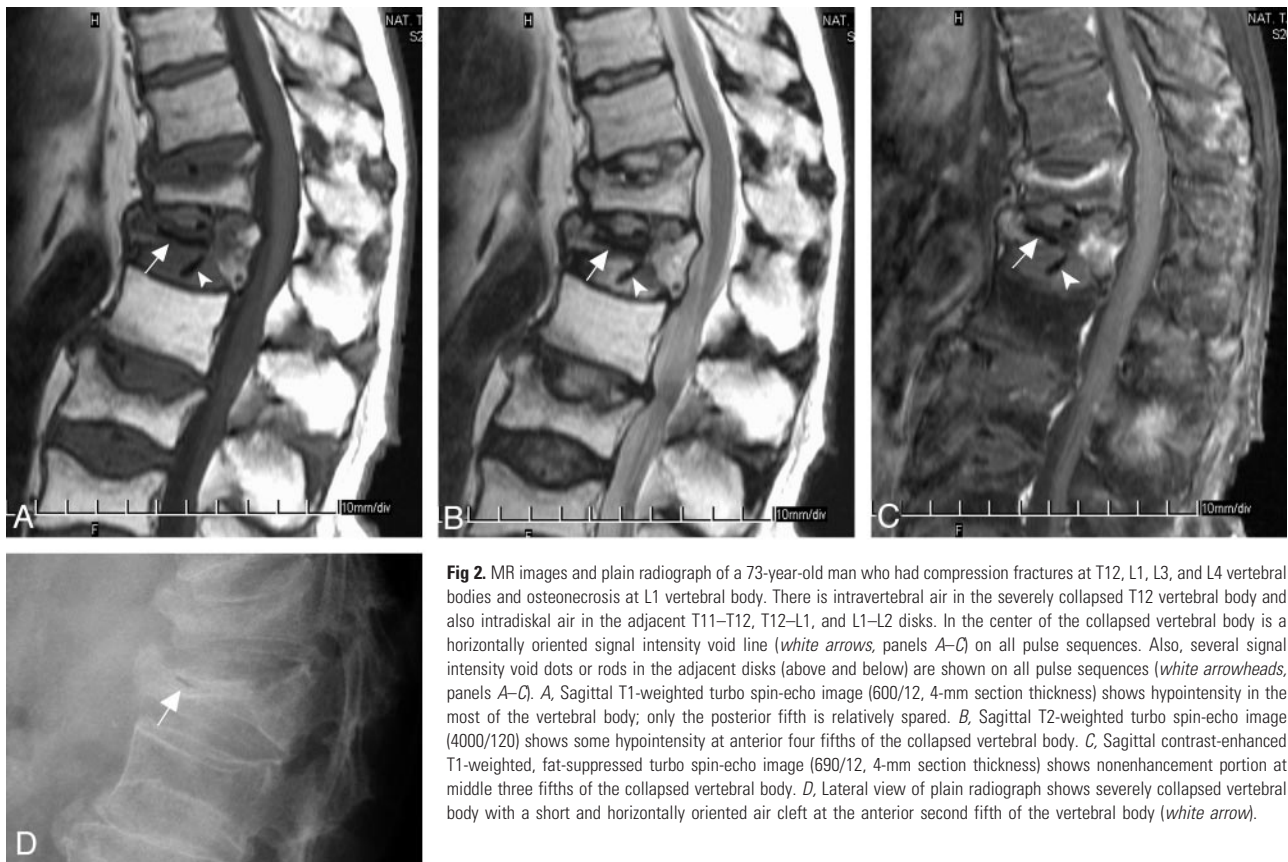 H
NAT. T
S2
A
10mm/div
F
H
NAT. T
S
B
10mm/div
F
H
NAT. T.
S20
C
10mm/div
F
D
Fig 2. MR images and plain radiograph of a 73-year-old man who had compression fractures at T12, L1, L3, and L4 vertebral
bodies and osteonecrosis at L1 vertebral body. There is intravertebral air in the severely collapsed T12 vertebral body and
also intradiskal air in the adjacent T11–T12, T12–L1, and L1–L2 disks. In the center of the collapsed vertebral body is a
horizontally oriented signal intensity void line (white arrows, panels A–C) on all pulse sequences. Also, several signal
intensity void dots or rods in the adjacent disks (above and below) are shown on all pulse sequences (white arrowheads,
panels A–C). A, Sagittal T1-weighted turbo spin-echo image (600/12, 4-mm section thickness) shows hypointensity in the
most of the vertebral body; only the posterior fifth is relatively spared. B, Sagittal T2-weighted turbo spin-echo image
(4000/120) shows some hypointensity at anterior four fifths of the collapsed vertebral body. C, Sagittal contrast-enhanced
T1-weighted, fat-suppressed turbo spin-echo image (690/12, 4-mm section thickness) shows nonenhancement portion at
middle three fifths of the collapsed vertebral body. D, Lateral view of plain radiograph shows severely collapsed vertebral
body with a short and horizontally oriented air cleft at the anterior second fifth of the vertebral body (white arrow).